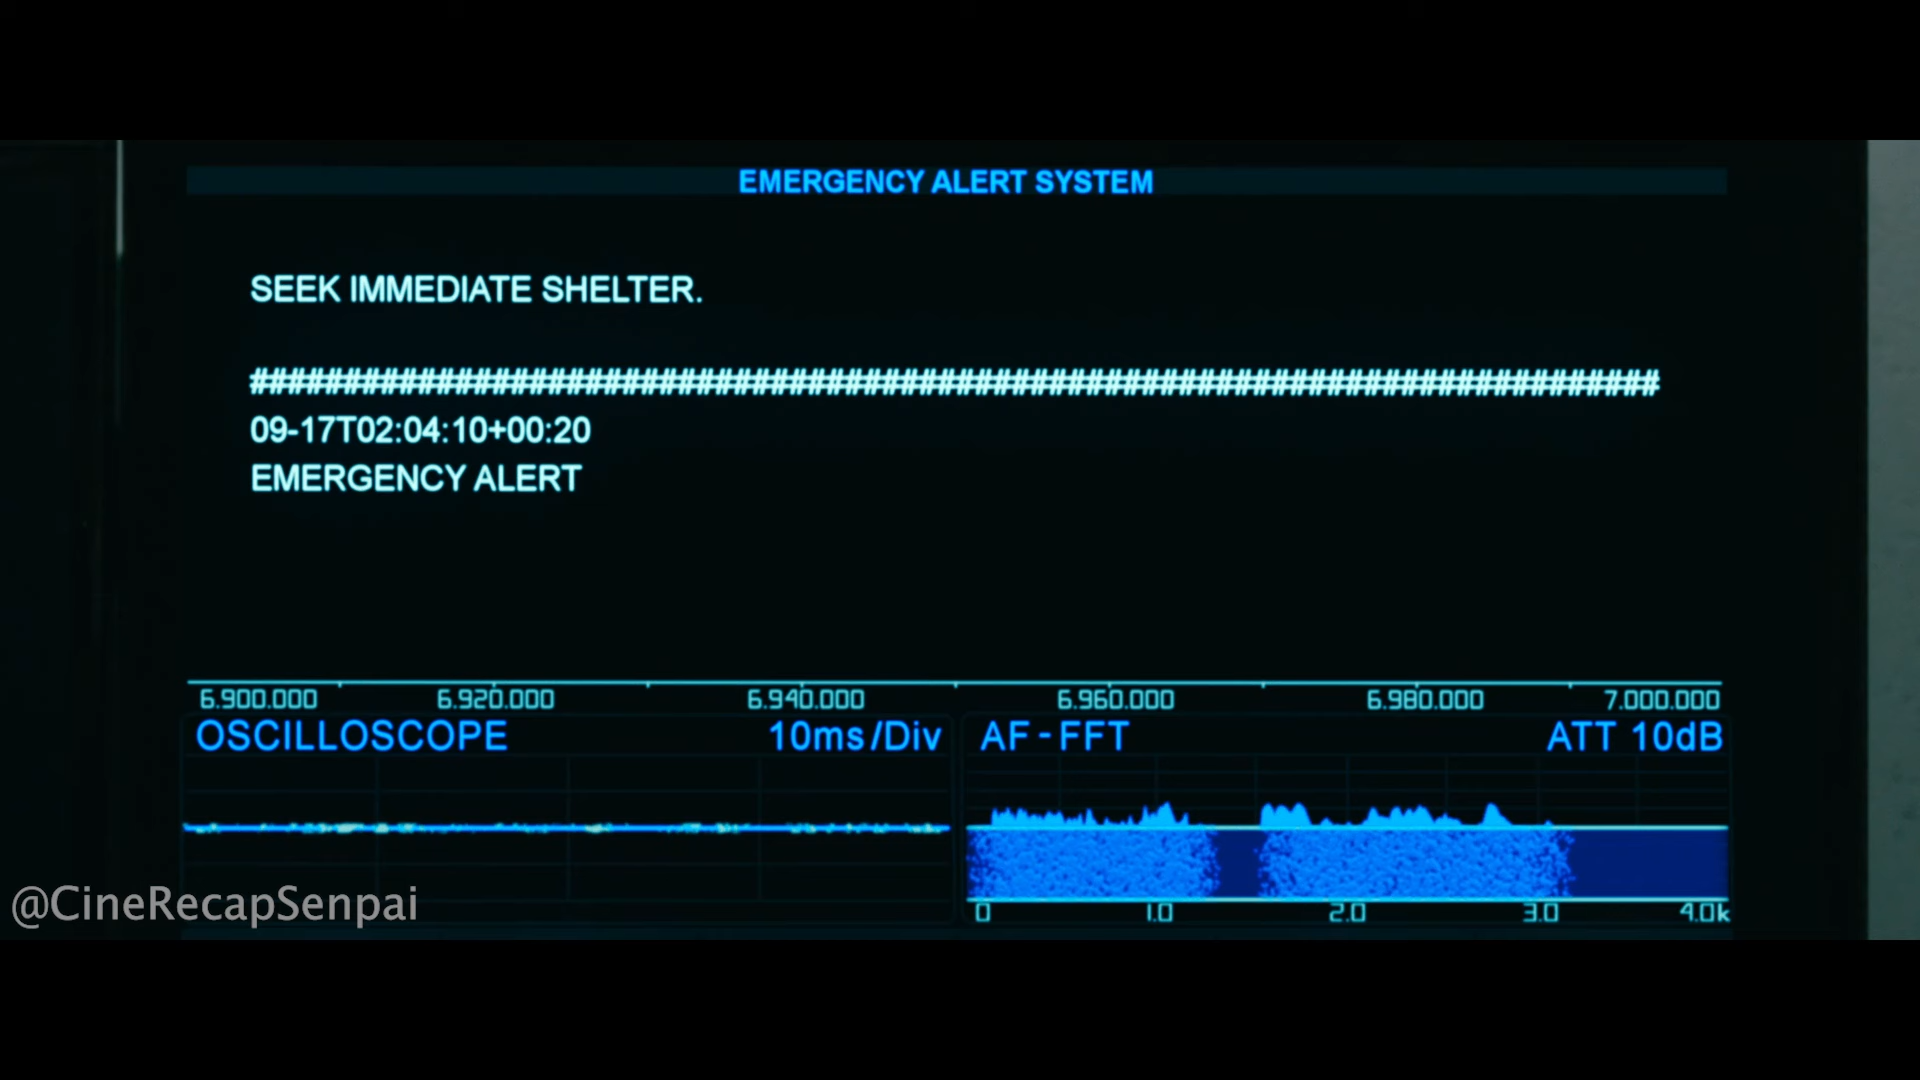 EMERGENCY ALERT SYSTEM
SEEK IMMEDIATE SHELTER.
###########################################################################
09-17T02:04:10+00:20
EMERGENCY ALERT
6.900.000 6.920.000 6.940.000 6.960.000 6.980.000 7.000.000
OSCILLOSCOPE 10ms/Div AF-FFT ATT 10dB
@CineRecapSenpai
0 1.0 2.0 3.0 4.0k